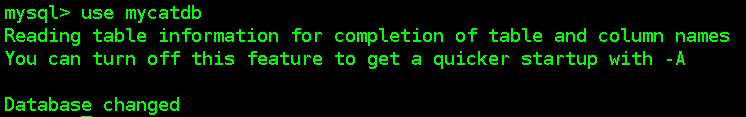 mysql> use mycatdb
Reading table information for completion of table and column names
You can turn off this feature to get a quicker startup with -A
Database changed